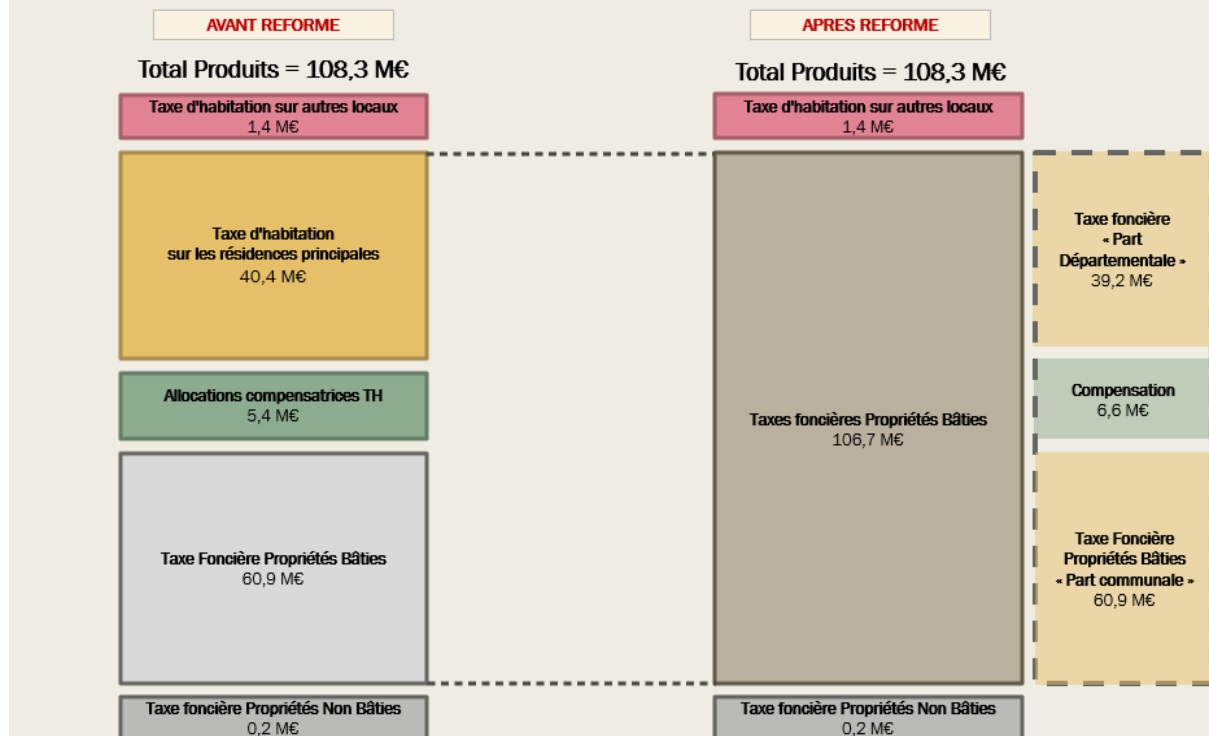 AVANT REFORME
Total Produits = 108,3 M€
Taxe d'habitation sur autres locaux
1,4 M€
Taxe d'habitation
sur les résidences principales
40,4 M€
Allocations compensatrices TH
5,4 M€
Taxe Foncière Propriétés Bâties
60,9 M€
Taxe foncière Propriétés Non Bâties
0,2 M€
APRES REFORME
Total Produits = 108,3 M€
Taxe d'habitation sur autres locaux
1,4 M€
Taxes foncières Propriétés Bâties
106,7 M€
Taxe foncière Propriétés Non Bâties
0,2 M€
Taxe foncière
« Part
Départementale »
39,2 M€
Compensation
6,6 M€
Taxe Foncière
Propriétés Bâties
« Part communale »
60,9 M€